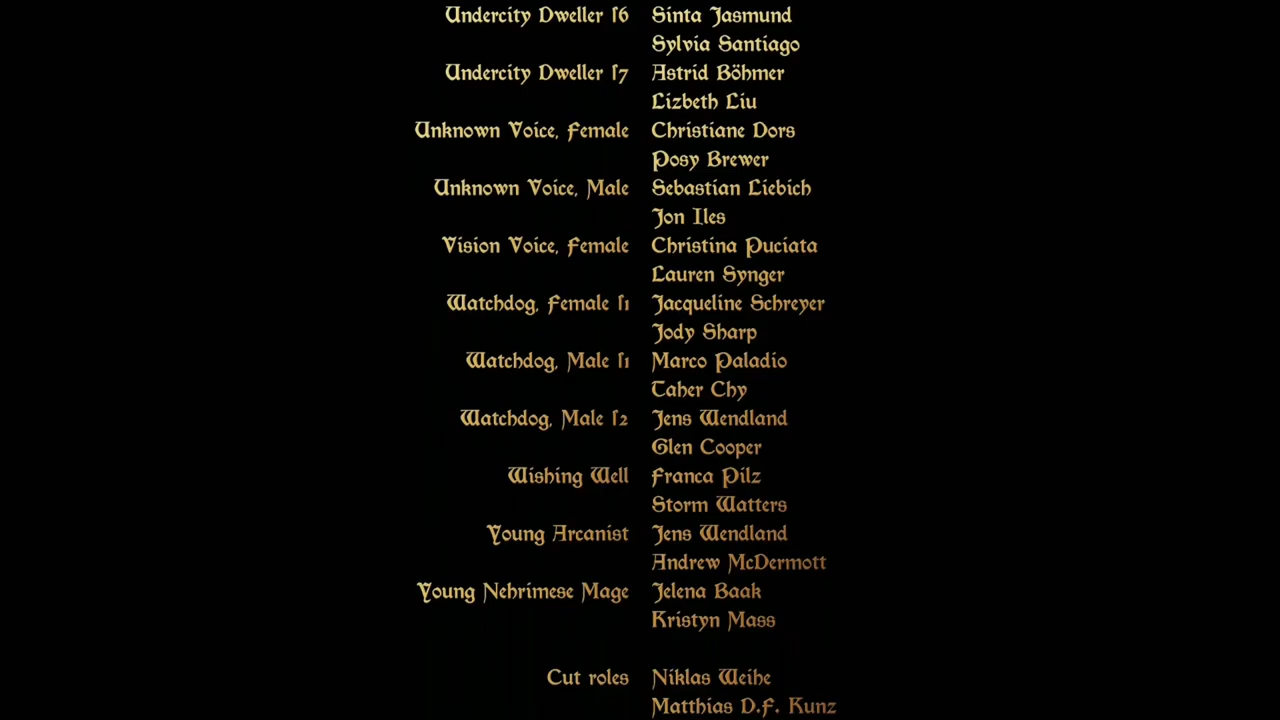 Undercity Dweller #6 Sinta Jasmund
Sylvia Santiago
Undercity Dweller #7 Astrid Böhmer
Lizbeth Liu
Unknown Voice, Female Christiane Dors
Posy Brewer
Unknown Voice, Male Sebastian Liebich
Jon Iles
Vision Voice, Female Christina Puciata
Lauren Synger
Watchdog, Female #1 Jacqueline Schreyer
Jody Sharp
Watchdog, Male #1 Marco Paladio
Taher Chy
Watchdog, Male #2 Jens Wendland
Glen Cooper
Wishing Well Franca Pilz
Storm Watters
Young Arcanist Jens Wendland
Andrew McDermott
Young Nehrimese Mage Jelena Baak
Kristyn Mass
Cut roles Niklas Weihe
Matthias D.F. Kunz